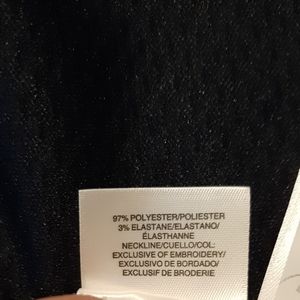 97% POLYESTER/POLIESTER
3% ELASTANE/ELASTANO/
ÉLASTHANNE
NECKLINE/CUELLO/COL:
EXCLUSIVE OF EMBROIDERY/
EXCLUSIVO DE BORDADO/
EXCLUSIF DE BRODERIE